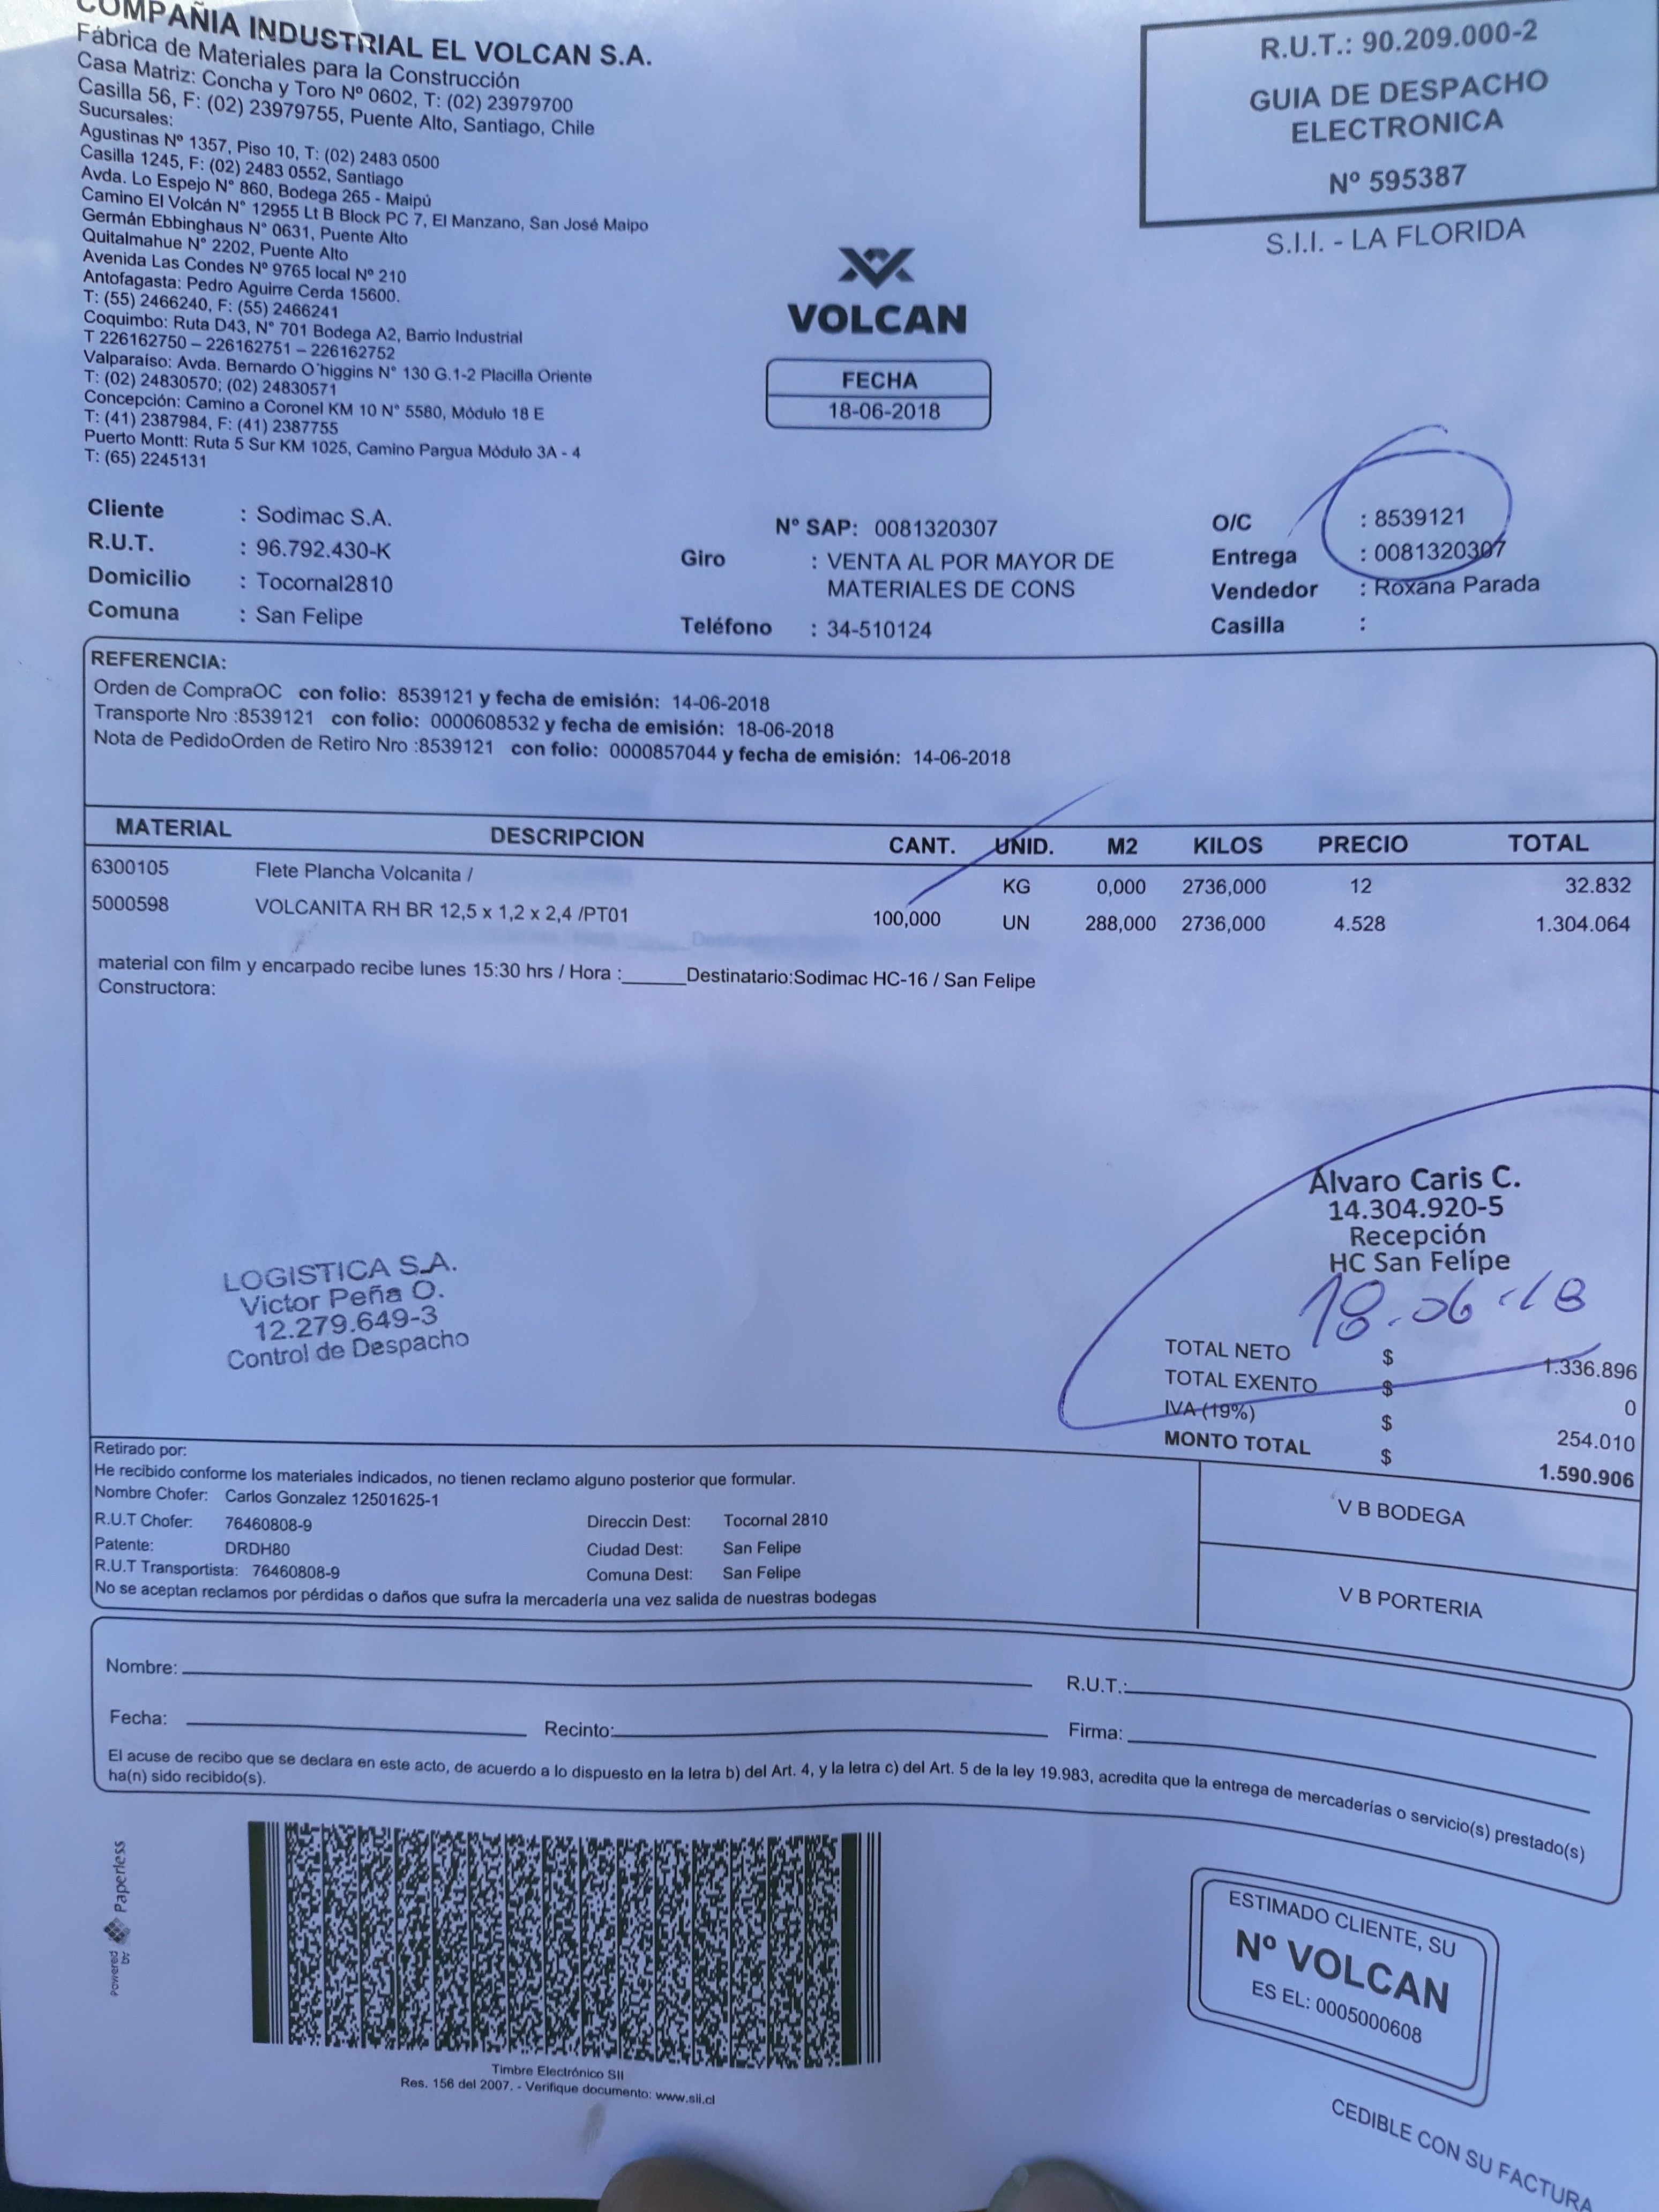 COMPAÑIA INDUSTRIAL EL VOLCAN S.A.
Fábrica de Materiales para la Construcción
Casa Matriz: Concha y Toro Nº 0602, T: (02) 23979700
Casilla 56, F: (02) 23979755, Puente Alto, Santiago, Chile
Sucursales:
Agustinas Nº 1357, Piso 10, T: (02) 2483 0500
Casilla 1245, F: (02) 2483 0552, Santiago
Avda. Lo Espejo N° 860, Bodega 265 - Maipú
Camino El Volcán N° 12955 Lt B Block PC 7, El Manzano, San José Maipo
Germán Ebbinghaus N° 0631, Puente Alto
Quitalmahue N° 2202, Puente Alto
Avenida Las Condes Nº 9765 local Nº 210
Antofagasta: Pedro Aguirre Cerda 15600.
T: (55) 2466240, F: (55) 2466241
Coquimbo: Ruta D43, N° 701 Bodega A2, Barrio Industrial
T 226162750 – 226162751 – 226162752
Valparaíso: Avda. Bernardo O´higgins N° 130 G.1-2 Placilla Oriente
T: (02) 24830570; (02) 24830571
Concepción: Camino a Coronel KM 10 N° 5580, Módulo 18 E
T: (41) 2387984, F: (41) 2387755
Puerto Montt: Ruta 5 Sur KM 1025, Camino Pargua Módulo 3A - 4
T: (65) 2245131
R.U.T.: 90.209.000-2
GUIA DE DESPACHO
ELECTRONICA
Nº 595387
S.I.I. - LA FLORIDA
VOLCAN
FECHA
18-06-2018
Cliente : Sodimac S.A.
R.U.T. : 96.792.430-K
Domicilio : Tocornal2810
Comuna : San Felipe
N° SAP: 0081320307
Giro : VENTA AL POR MAYOR DE
MATERIALES DE CONS
Teléfono : 34-510124
O/C : 8539121
Entrega : 0081320307
Vendedor : Roxana Parada
Casilla :
REFERENCIA:
Orden de CompraOC con folio: 8539121 y fecha de emisión: 14-06-2018
Transporte Nro :8539121 con folio: 0000608532 y fecha de emisión: 18-06-2018
Nota de PedidoOrden de Retiro Nro :8539121 con folio: 0000857044 y fecha de emisión: 14-06-2018
MATERIAL DESCRIPCION CANT. UNID. M2 KILOS PRECIO TOTAL
6300105 Flete Plancha Volcanita / KG 0,000 2736,000 12 32.832
5000598 VOLCANITA RH BR 12,5 x 1,2 x 2,4 /PT01 100,000 UN 288,000 2736,000 4.528 1.304.064
material con film y encarpado recibe lunes 15:30 hrs / Hora :______Destinatario:Sodimac HC-16 / San Felipe
Constructora:
Alvaro Caris C.
14.304.920-5
Recepción
HC San Felipe
18-06-18
LOGISTICA S.A.
Victor Peña O.
12.279.649-3
Control de Despacho
TOTAL NETO $ 1.336.896
TOTAL EXENTO $ 0
IVA (19%) $ 254.010
MONTO TOTAL $ 1.590.906
Retirado por:
He recibido conforme los materiales indicados, no tienen reclamo alguno posterior que formular.
Nombre Chofer: Carlos Gonzalez 12501625-1
R.U.T Chofer: 76460808-9 Direccin Dest: Tocornal 2810
Patente: DRDH80 Ciudad Dest: San Felipe
R.U.T Transportista: 76460808-9 Comuna Dest: San Felipe
No se aceptan reclamos por pérdidas o daños que sufra la mercadería una vez salida de nuestras bodegas
V B BODEGA
V B PORTERIA
Nombre: R.U.T.:
Fecha: Recinto: Firma:
El acuse de recibo que se declara en este acto, de acuerdo a lo dispuesto en la letra b) del Art. 4, y la letra c) del Art. 5 de la ley 19.983, acredita que la entrega de mercaderías o servicio(s) prestado(s)
ha(n) sido recibido(s).
Powered by Paperless
Timbre Electrónico SII
Res. 156 del 2007. - Verifique documento: www.sii.cl
ESTIMADO CLIENTE, SU
Nº VOLCAN
ES EL: 0005000608
CEDIBLE CON SU FACTURA